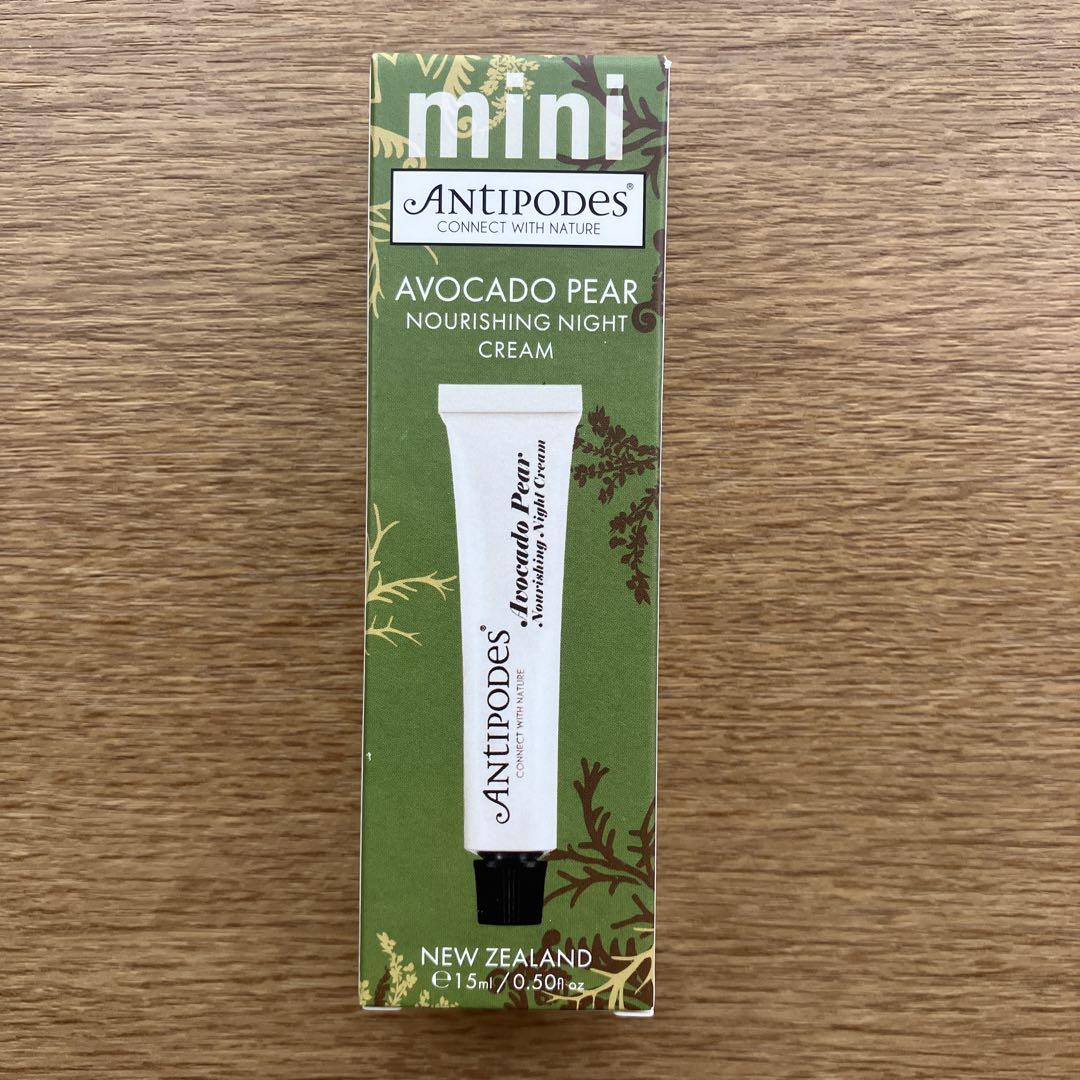 mini
ANTIPODES®
CONNECT WITH NATURE
AVOCADO PEAR
NOURISHING NIGHT
CREAM
Avocado Pear
Nourishing Night Cream
ANTIPODES®
CONNECT WITH NATURE
NEW ZEALAND
℮15ml/0.50fl oz